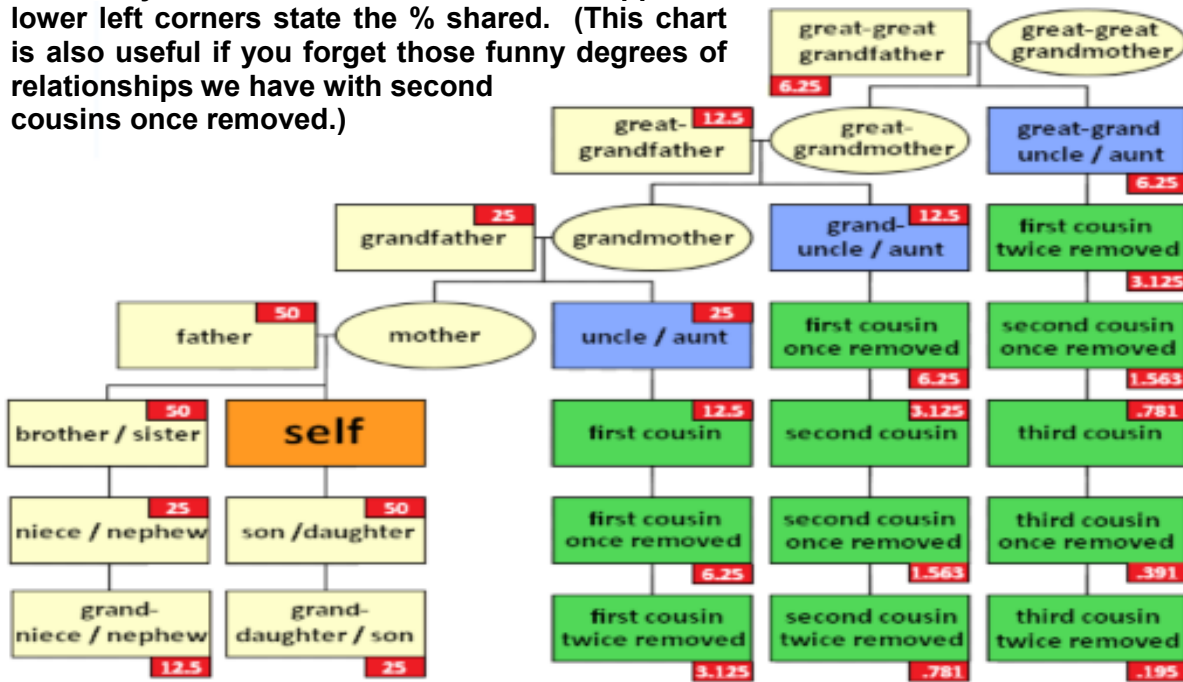 lower left corners state the % shared. (This chart
is also useful if you forget those funny degrees of
relationships we have with second
cousins once removed.)
great-great
grandfather
6.25
great-great
grandmother
great-
grandfather
12.5
great-
grandmother
great-grand
uncle / aunt
6.25
grandfather
25
grandmother
grand-
uncle / aunt
12.5
first cousin
twice removed
3.125
father
50
mother
uncle / aunt
25
first cousin
once removed
6.25
second cousin
once removed
1.563
brother / sister
50
self
first cousin
12.5
second cousin
3.125
third cousin
.781
niece / nephew
25
son /daughter
50
first cousin
once removed
6.25
second cousin
once removed
1.563
third cousin
once removed
.391
grand-
niece / nephew
12.5
grand-
daughter / son
25
first cousin
twice removed
3.125
second cousin
twice removed
.781
third cousin
twice removed
.195